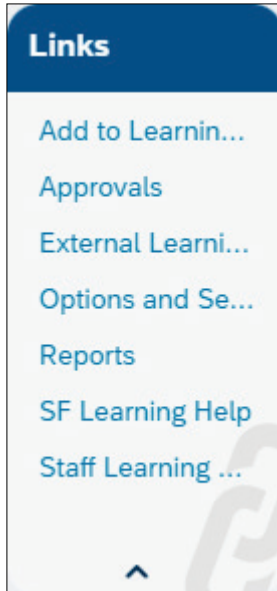 Links
Add to Learnin...
Approvals
External Learni...
Options and Se...
Reports
SF Learning Help
Staff Learning ...